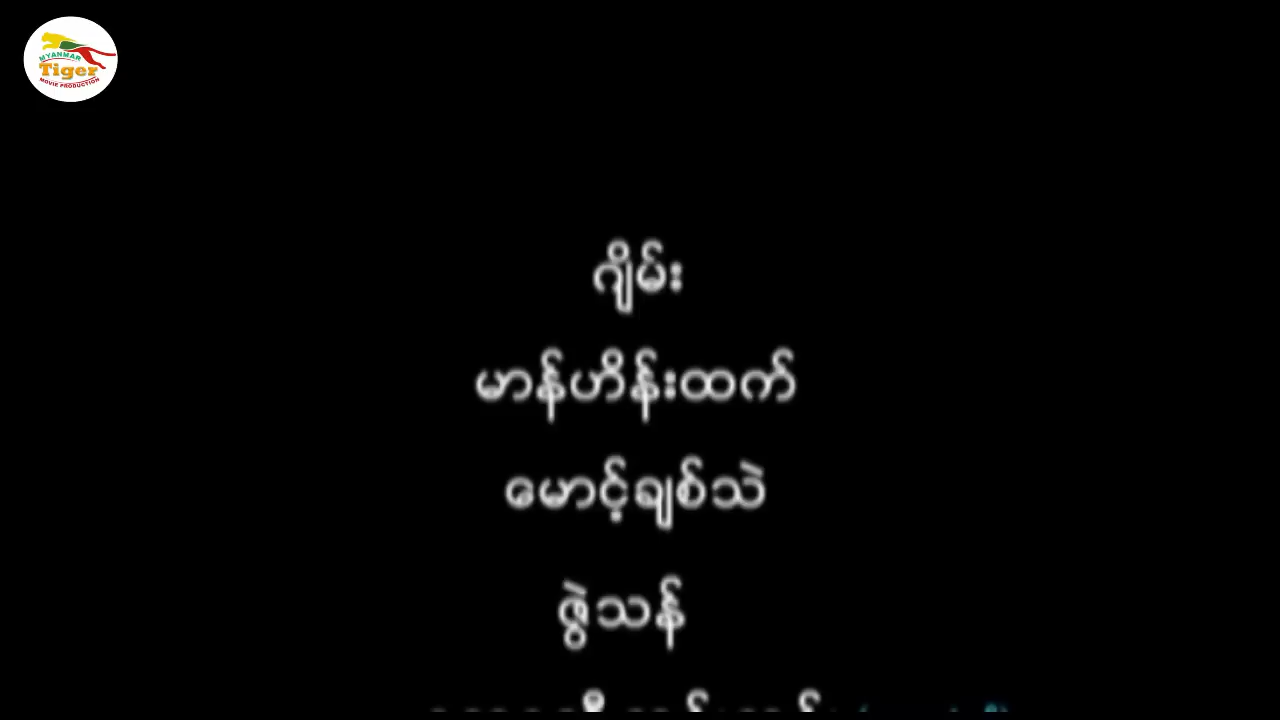 MYANMAR
Tiger
MOVIE PRODUCTION
ဂျိမ်း
မာန်ဟိန်းထက်
မောင့်ချစ်သဲ
ဇွဲသန်